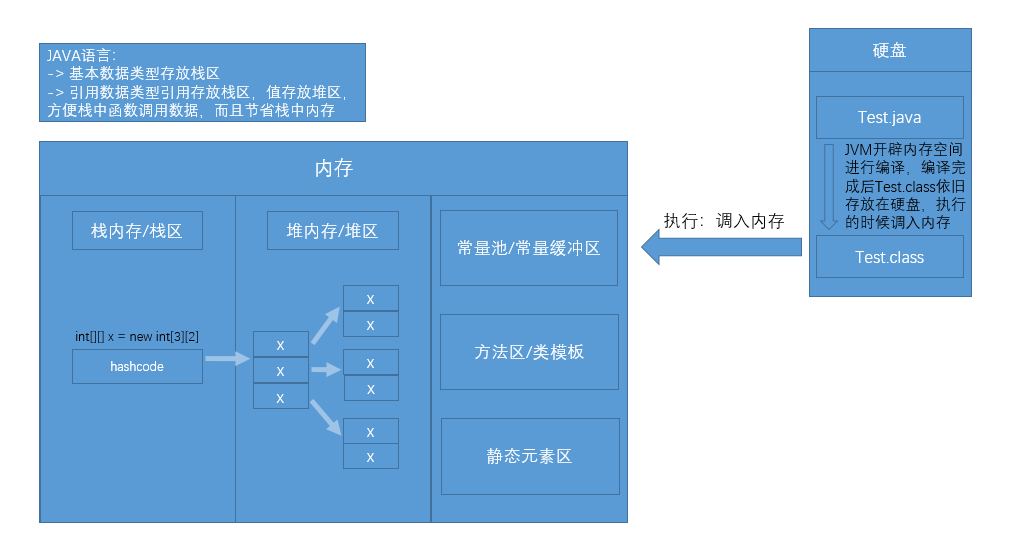 JAVA语言：
-> 基本数据类型存放栈区
-> 引用数据类型引用存放栈区，值存放堆区，
方便栈中函数调用数据，而且节省栈中内存
硬盘
Test.java
JVM开辟内存空间
进行编译，编译完
成后Test.class依旧
存放在硬盘，执行
的时候调入内存
Test.class
执行：调入内存
内存
栈内存/栈区
int[][] x = new int[3][2]
hashcode
堆内存/堆区
x
x
x
x
x
x
x
x
x
常量池/常量缓冲区
方法区/类模板
静态元素区